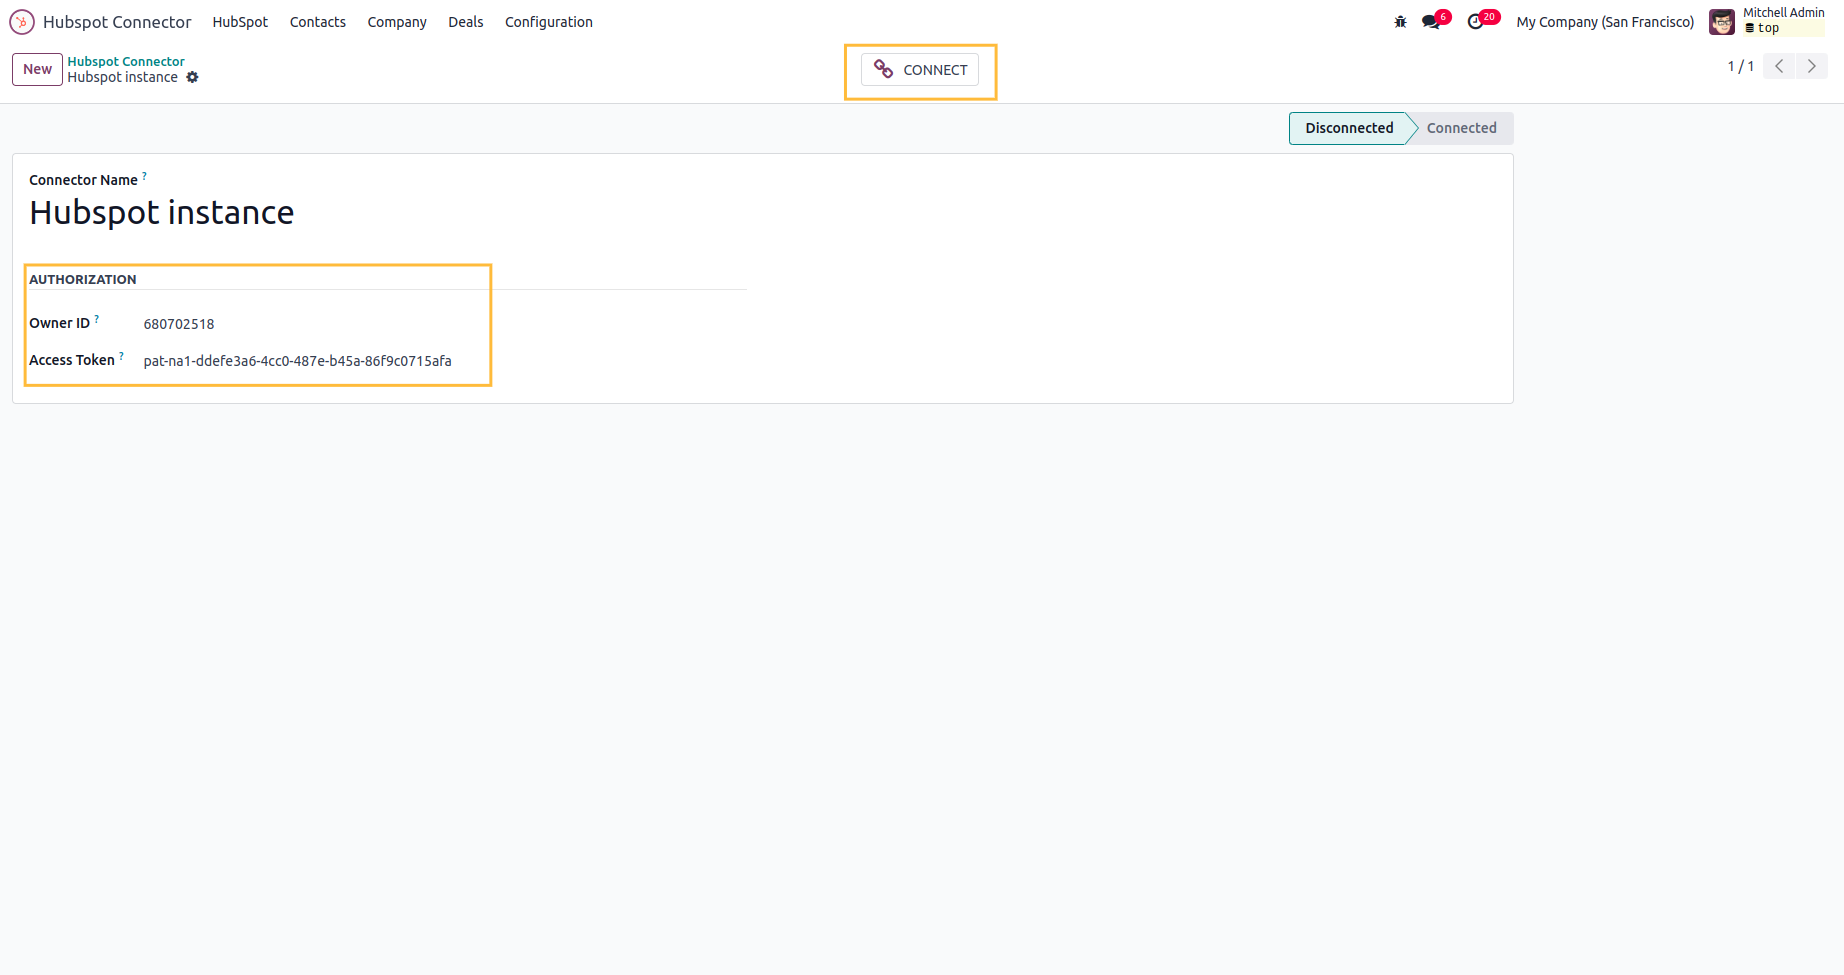 Hubspot Connector HubSpot Contacts Company Deals Configuration 6 20 My Company (San Francisco) Mitchell Admin
top
New Hubspot Connector
Hubspot instance
CONNECT
1 / 1
Disconnected Connected
Connector Name ?
Hubspot instance
AUTHORIZATION
Owner ID ? 680702518
Access Token ? pat-na1-ddefe3a6-4cc0-487e-b45a-86f9c0715afa